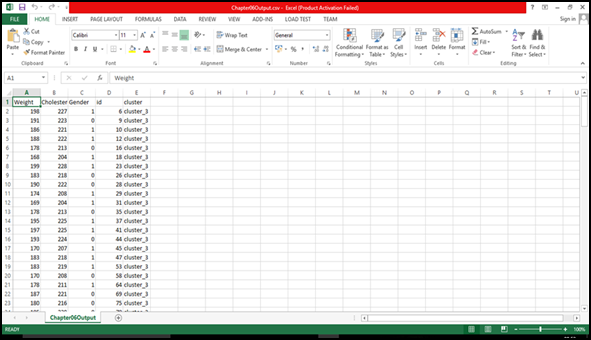 Chapter06Output.csv - Excel (Product Activation Failed)
FILE HOME INSERT PAGE LAYOUT FORMULAS DATA REVIEW VIEW ADD-INS LOAD TEST TEAM Sign in
Cut
Copy
Format Painter
Clipboard
Calibri 11
B I U
Font
Wrap Text
Merge & Center
Alignment
General
Number
Conditional Formatting
Format as Table
Cell Styles
Styles
Insert Delete Format
Cells
AutoSum
Fill
Clear
Sort & Filter
Find & Select
Editing
A1 Weight
A B C D E F G H I J K L M N O P Q R S T U
1 Weight Cholester Gender id cluster
2 198 227 1 6 cluster_3
3 191 223 0 9 cluster_3
4 186 221 1 10 cluster_3
5 188 222 1 12 cluster_3
6 178 213 0 16 cluster_3
7 168 204 1 18 cluster_3
8 199 228 1 23 cluster_3
9 183 218 0 26 cluster_3
10 190 222 0 28 cluster_3
11 174 208 1 29 cluster_3
12 169 204 1 31 cluster_3
13 178 213 0 35 cluster_3
14 195 225 1 37 cluster_3
15 197 225 1 41 cluster_3
16 193 224 0 44 cluster_3
17 170 207 1 45 cluster_3
18 183 218 1 47 cluster_3
19 183 219 1 53 cluster_3
20 170 208 0 58 cluster_3
21 178 211 1 64 cluster_3
22 187 221 0 69 cluster_3
23 180 216 0 75 cluster_3
Chapter06Output
READY 100%